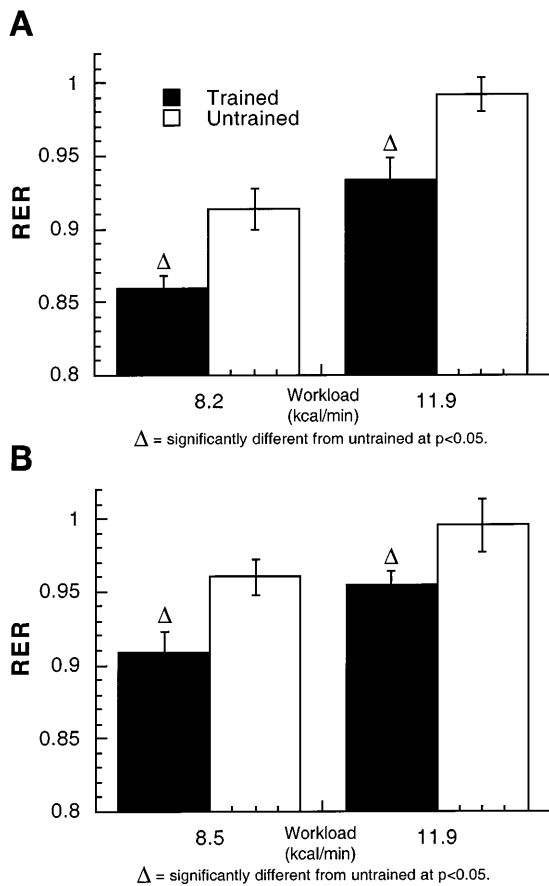 A
1
Trained
Untrained
0.95
Δ
RER
0.9
Δ
0.85
0.8
8.2 Workload 11.9
(kcal/min)
Δ = significantly different from untrained at p<0.05.
B
1
Δ
0.95
Δ
RER
0.9
0.85
0.8
8.5 Workload 11.9
(kcal/min)
Δ = significantly different from untrained at p<0.05.